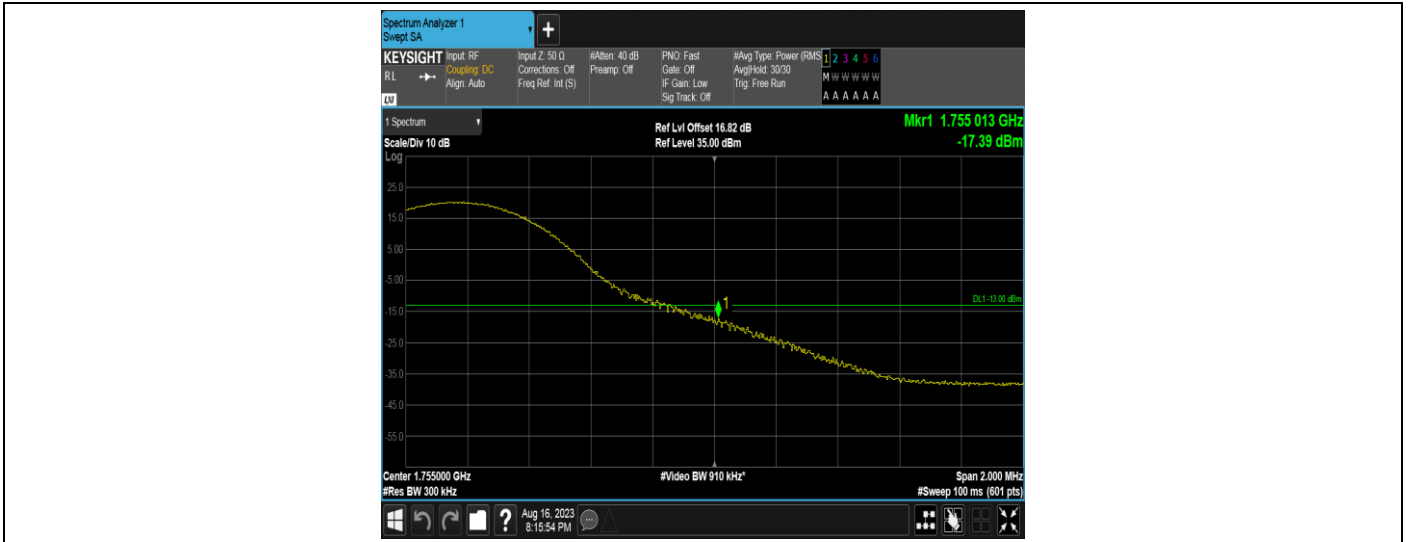 Spectrum Analyzer 1
Swept SA
+
KEYSIGHT
RL
LXI
Input: RF
Coupling: DC
Align: Auto
Input Z: 50 Ω
Corrections: Off
Freq Ref: Int (S)
#Atten: 40 dB
Preamp: Off
PNO: Fast
Gate: Off
IF Gain: Low
Sig Track: Off
#Avg Type: Power (RMS
Avg|Hold: 30/30
Trig: Free Run
1 2 3 4 5 6
M W W W W W
A A A A A A
1 Spectrum
Scale/Div 10 dB
Log
Ref Lvl Offset 16.82 dB
Ref Level 35.00 dBm
Mkr1 1.755 013 GHz
-17.39 dBm
25.0
15.0
5.00
-5.00
-15.0
-25.0
-35.0
-45.0
-55.0
1
DL1 -13.00 dBm
Center 1.755000 GHz
#Res BW 300 kHz
#Video BW 910 kHz*
Span 2.000 MHz
#Sweep 100 ms (601 pts)
?
Aug 16, 2023
8:15:54 PM